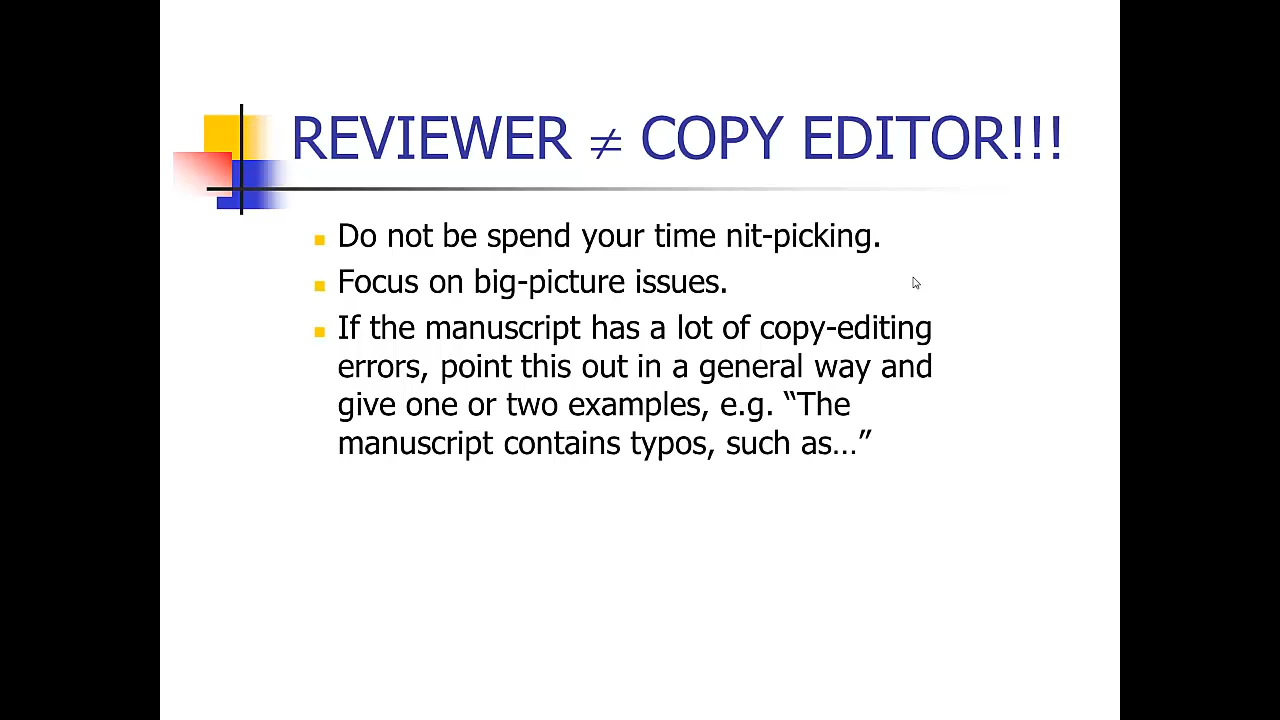 REVIEWER ≠ COPY EDITOR!!!
Do not be spend your time nit-picking.
Focus on big-picture issues.
If the manuscript has a lot of copy-editing
errors, point this out in a general way and
give one or two examples, e.g. “The
manuscript contains typos, such as…”